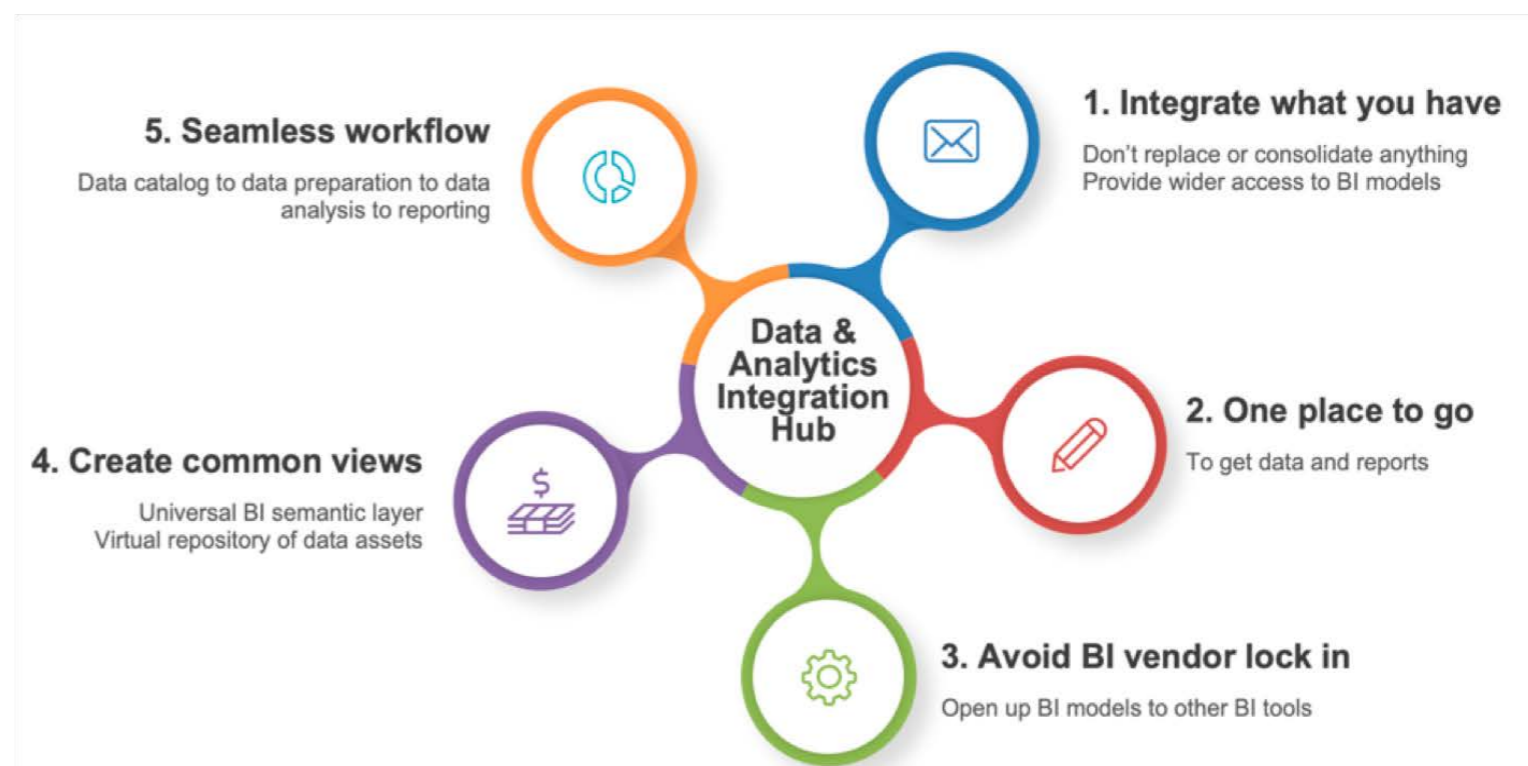 1. Integrate what you have
Don't replace or consolidate anything
Provide wider access to BI models
2. One place to go
To get data and reports
3. Avoid BI vendor lock in
Open up BI models to other BI tools
4. Create common views
Universal BI semantic layer
Virtual repository of data assets
5. Seamless workflow
Data catalog to data preparation to data
analysis to reporting
Data &
Analytics
Integration
Hub
$